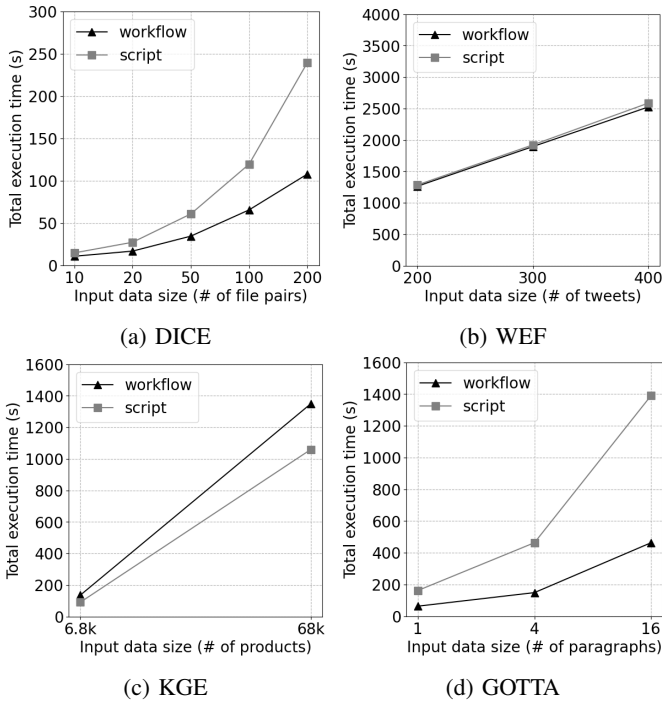 300
250
200
150
100
50
0
Total execution time (s)
workflow
script
10 20 50 100 200
Input data size (# of file pairs)
(a) DICE
4000
3500
3000
2500
2000
1500
1000
500
0
Total execution time (s)
workflow
script
200 300 400
Input data size (# of tweets)
(b) WEF
1600
1400
1200
1000
800
600
400
200
0
Total execution time (s)
workflow
script
6.8k 68k
Input data size (# of products)
(c) KGE
1600
1400
1200
1000
800
600
400
200
0
Total execution time (s)
workflow
script
1 4 16
Input data size (# of paragraphs)
(d) GOTTA